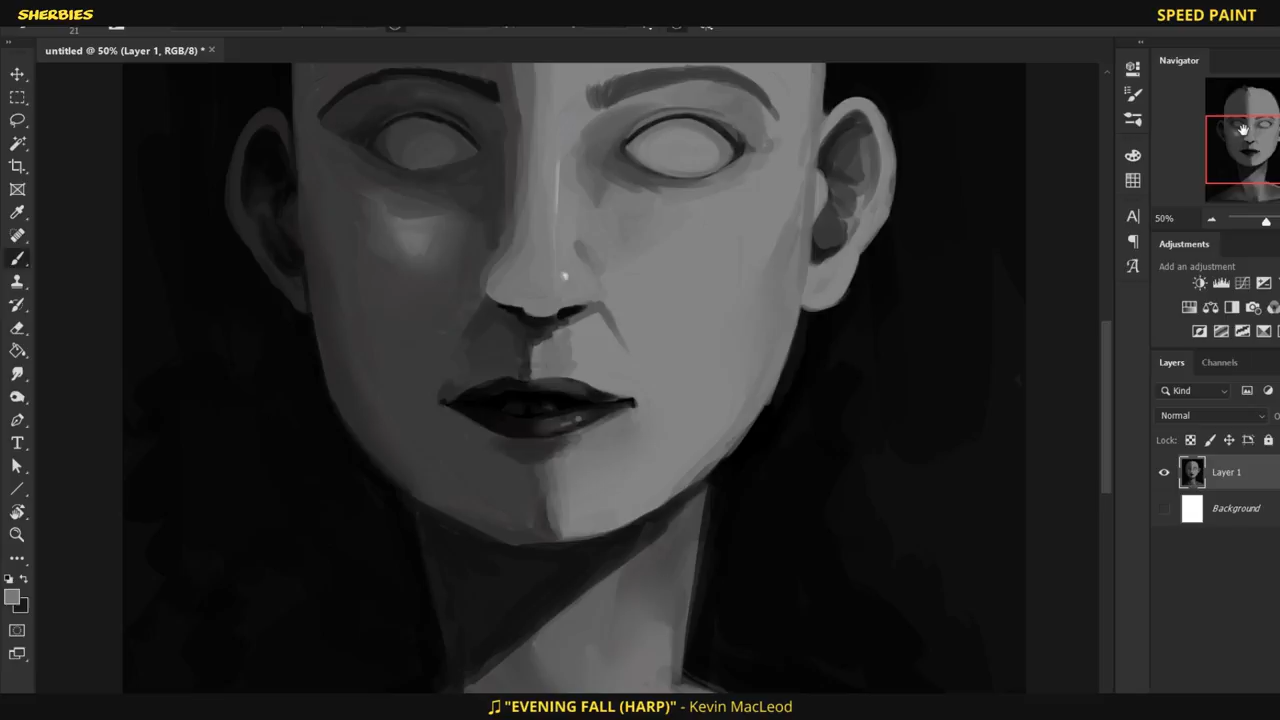 SHERBIES
SPEED PAINT
21
untitled @ 50% (Layer 1, RGB/8) *
Navigator
50%
Adjustments
Add an adjustment
Layers Channels
Kind
Normal
Lock:
Layer 1
Background
"EVENING FALL (HARP)" - Kevin MacLeod